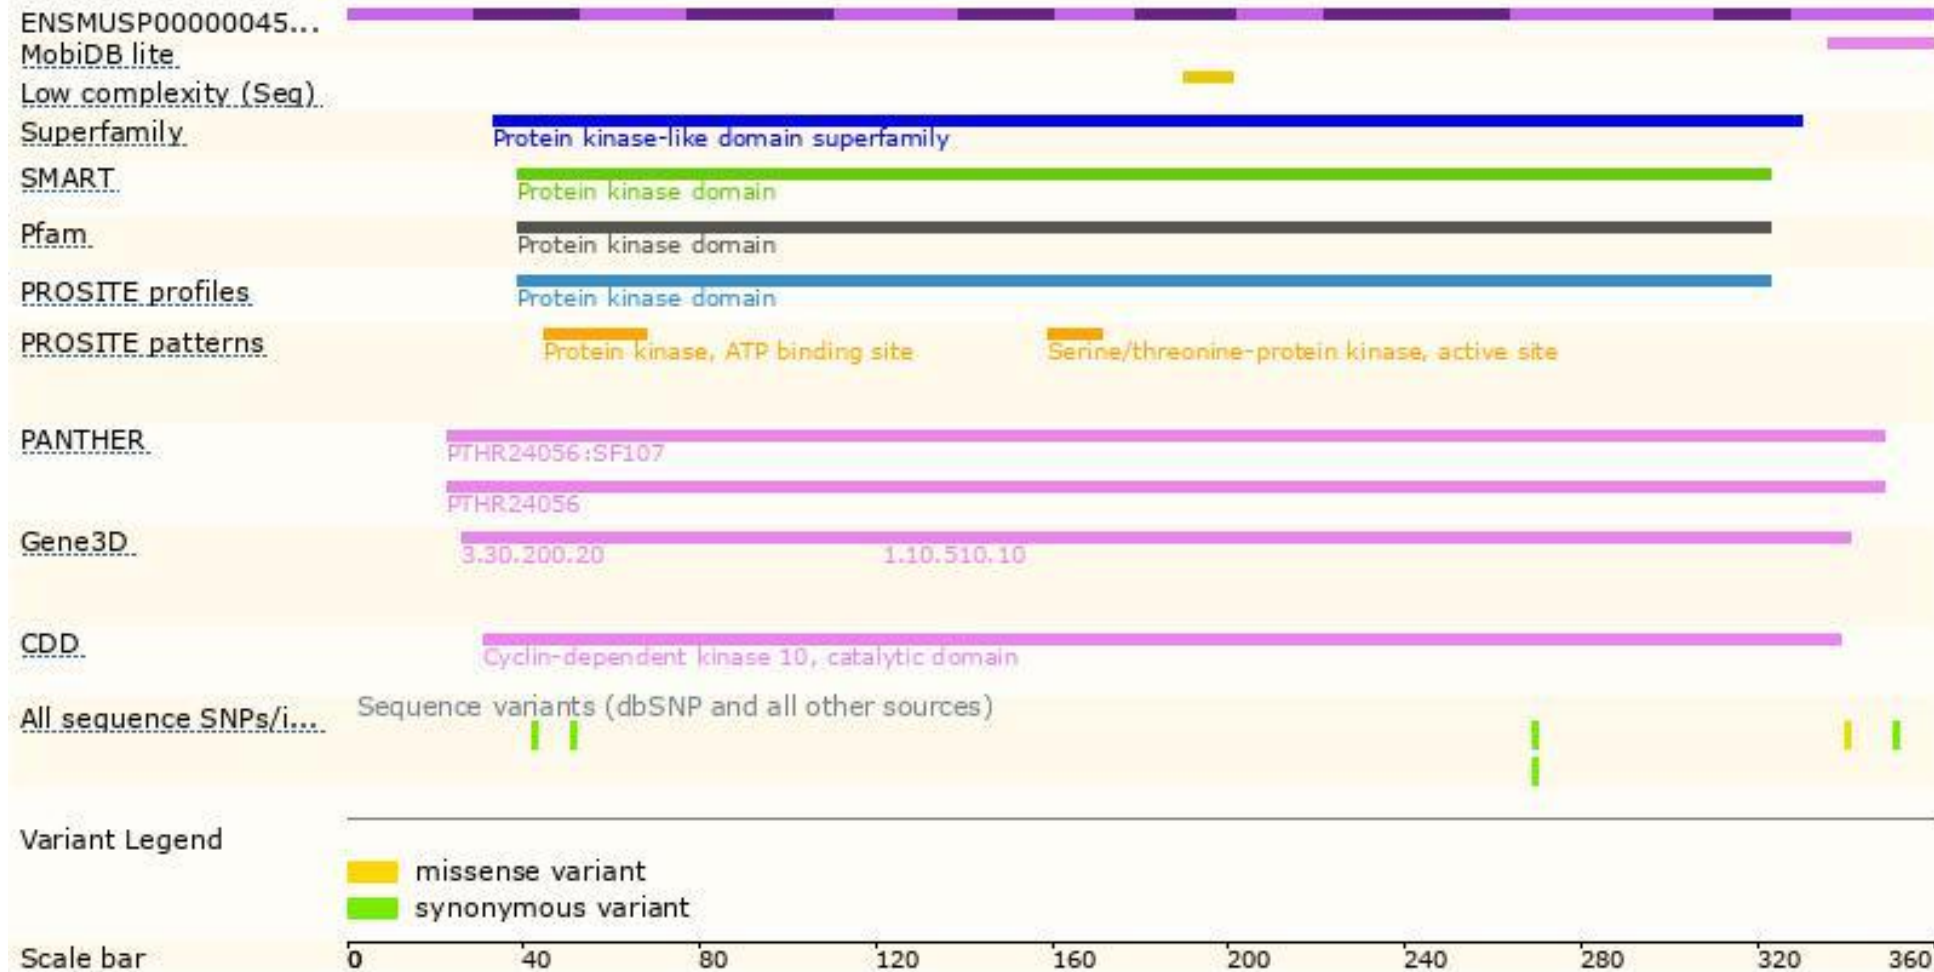 ENSMUSP00000045...
MobiDB lite
Low complexity (Seg)
Superfamily
Protein kinase-like domain superfamily
SMART
Protein kinase domain
Pfam
Protein kinase domain
PROSITE profiles
Protein kinase domain
PROSITE patterns
Protein kinase, ATP binding site Serine/threonine-protein kinase, active site
PANTHER
PTHR24056:SF107
PTHR24056
Gene3D
3.30.200.20 1.10.510.10
CDD
Cyclin-dependent kinase 10, catalytic domain
All sequence SNPs/i... Sequence variants (dbSNP and all other sources)
Variant Legend
missense variant
synonymous variant
Scale bar 0 40 80 120 160 200 240 280 320 360